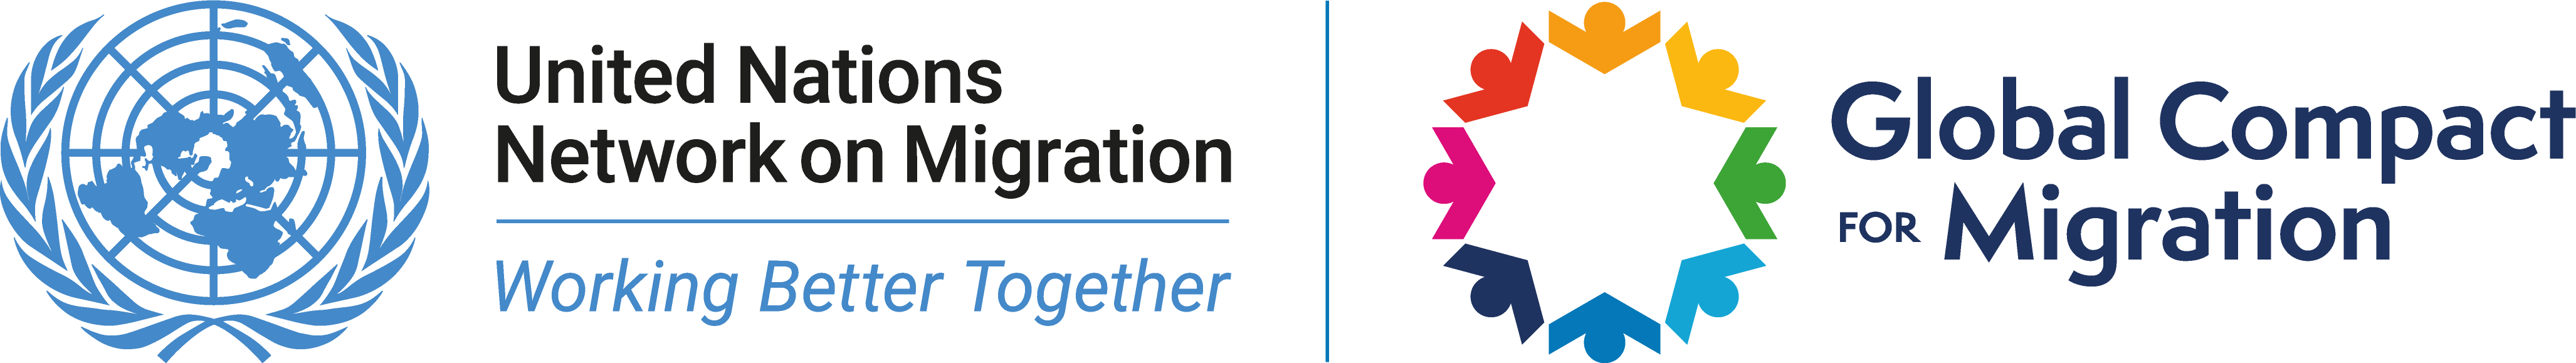 United Nations
Network on Migration
Working Better Together
Global Compact
FOR Migration